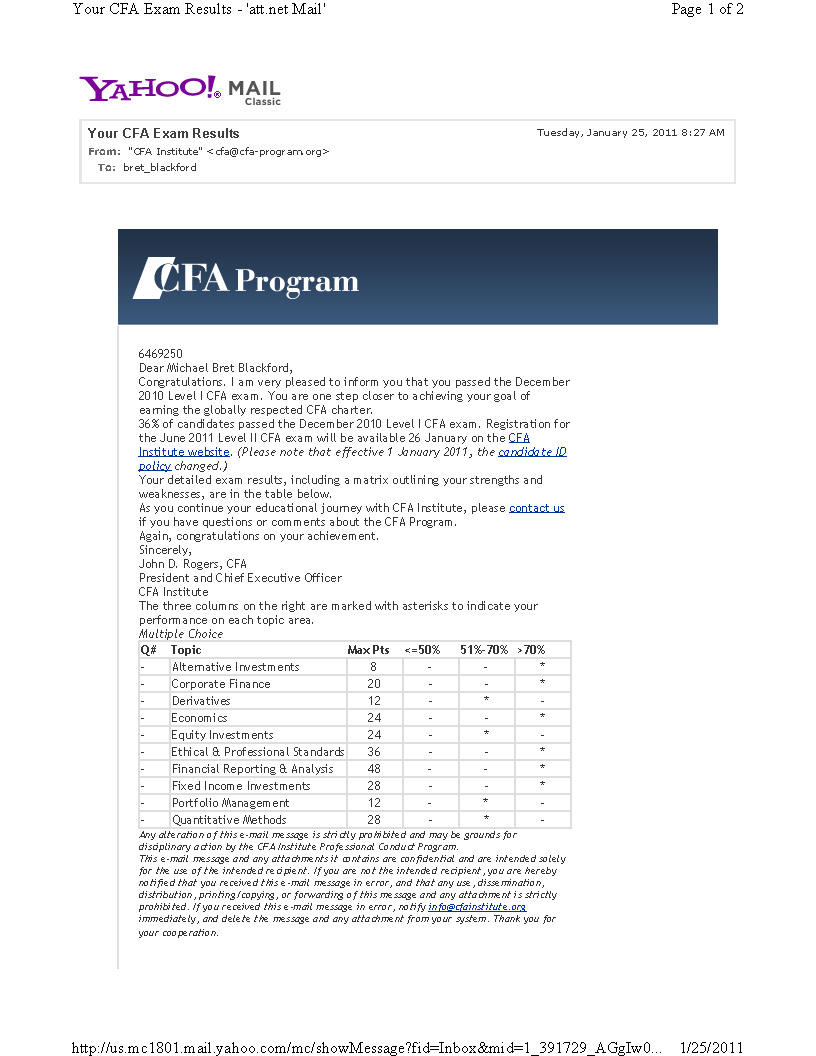 Your CFA Exam Results - 'att.net Mail'
Page 1 of 2
YAHOO!® MAIL
Classic
Your CFA Exam Results
Tuesday, January 25, 2011 8:27 AM
From: "CFA Institute" <cfa@cfa-program.org>
To: bret_blackford
CFA Program
6469250
Dear Michael Bret Blackford,
Congratulations. I am very pleased to inform you that you passed the December
2010 Level I CFA exam. You are one step closer to achieving your goal of
earning the globally respected CFA charter.
36% of candidates passed the December 2010 Level I CFA exam. Registration for
the June 2011 Level II CFA exam will be available 26 January on the CFA
Institute website. (Please note that effective 1 January 2011, the candidate ID
policy changed.)
Your detailed exam results, including a matrix outlining your strengths and
weaknesses, are in the table below.
As you continue your educational journey with CFA Institute, please contact us
if you have questions or comments about the CFA Program.
Again, congratulations on your achievement.
Sincerely,
John D. Rogers, CFA
President and Chief Executive Officer
CFA Institute
The three columns on the right are marked with asterisks to indicate your
performance on each topic area.
Multiple Choice
Q# Topic Max Pts <=50% 51%-70% >70%
- Alternative Investments 8 - - *
- Corporate Finance 20 - - *
- Derivatives 12 - * -
- Economics 24 - - *
- Equity Investments 24 - * -
- Ethical & Professional Standards 36 - - *
- Financial Reporting & Analysis 48 - - *
- Fixed Income Investments 28 - - *
- Portfolio Management 12 - * -
- Quantitative Methods 28 - * -
Any alteration of this e-mail message is strictly prohibited and may be grounds for
disciplinary action by the CFA Institute Professional Conduct Program.
This e-mail message and any attachments it contains are confidential and are intended solely
for the use of the intended recipient. If you are not the intended recipient, you are hereby
notified that you received this e-mail message in error, and that any use, dissemination,
distribution, printing/copying, or forwarding of this message and any attachment is strictly
prohibited. If you received this e-mail message in error, notify info@cfainstitute.org
immediately, and delete the message and any attachment from your system. Thank you for
your cooperation.
http://us.mc1801.mail.yahoo.com/mc/showMessage?fid=Inbox&mid=1_391729_AGgIw0... 1/25/2011